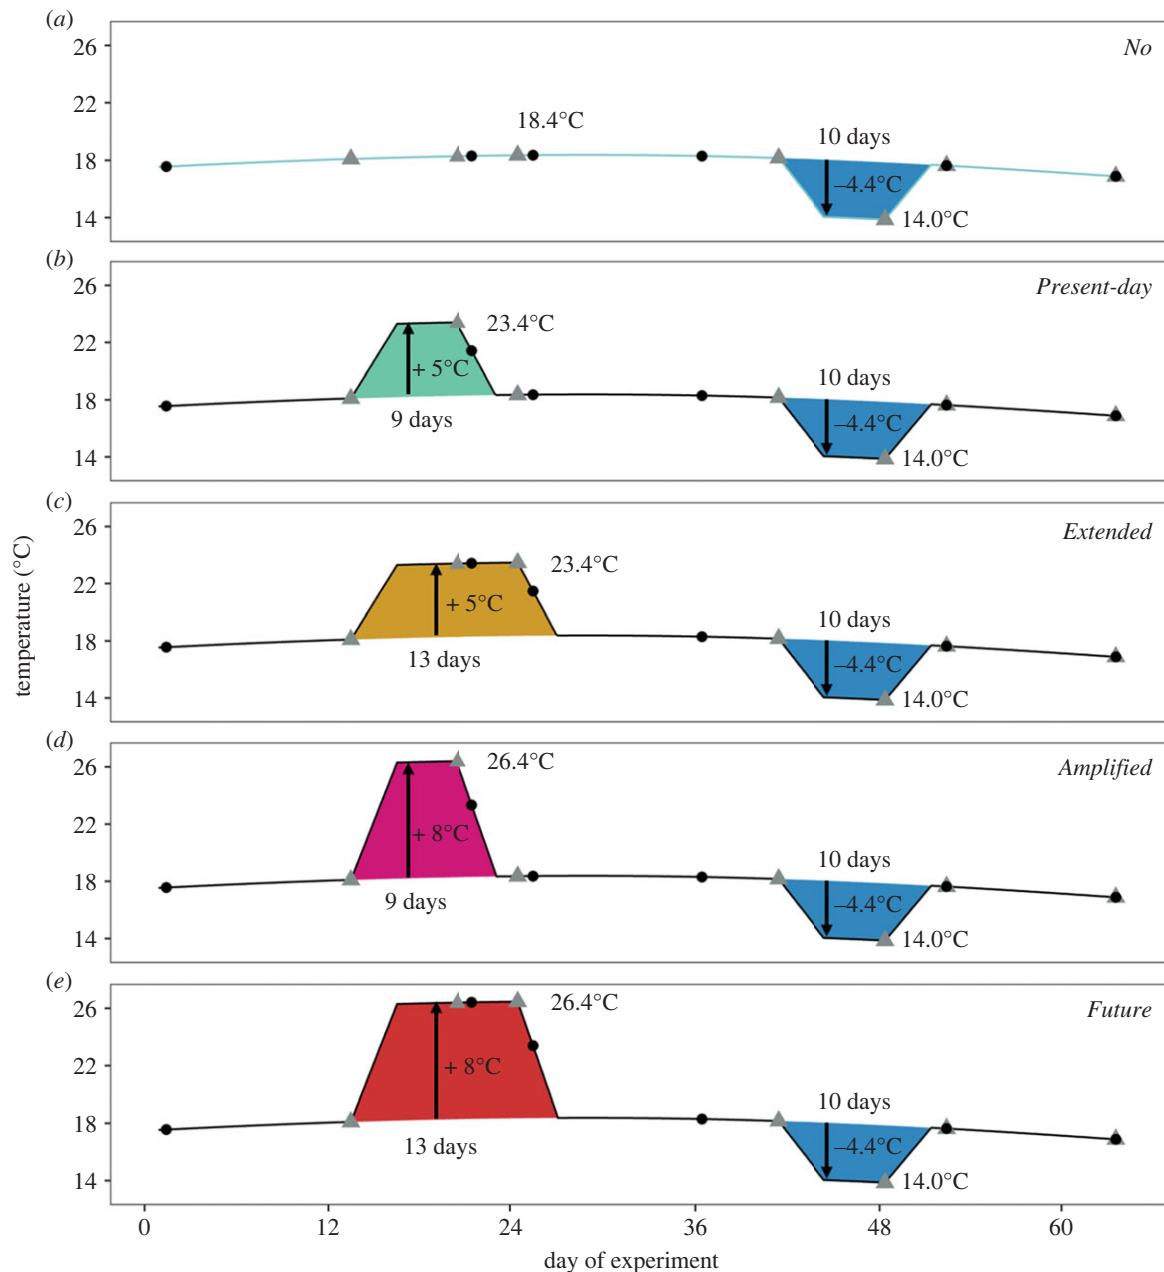 (a)
26
22
18
14
No
18.4°C
10 days
–4.4°C
14.0°C
(b)
26
22
18
14
Present-day
23.4°C
+ 5°C
9 days
10 days
–4.4°C
14.0°C
(c)
26
22
18
14
Extended
23.4°C
+ 5°C
13 days
10 days
–4.4°C
14.0°C
temperature (°C)
(d)
26
22
18
14
Amplified
26.4°C
+ 8°C
9 days
10 days
–4.4°C
14.0°C
(e)
26
22
18
14
Future
26.4°C
+ 8°C
13 days
10 days
–4.4°C
14.0°C
0 12 24 36 48 60
day of experiment